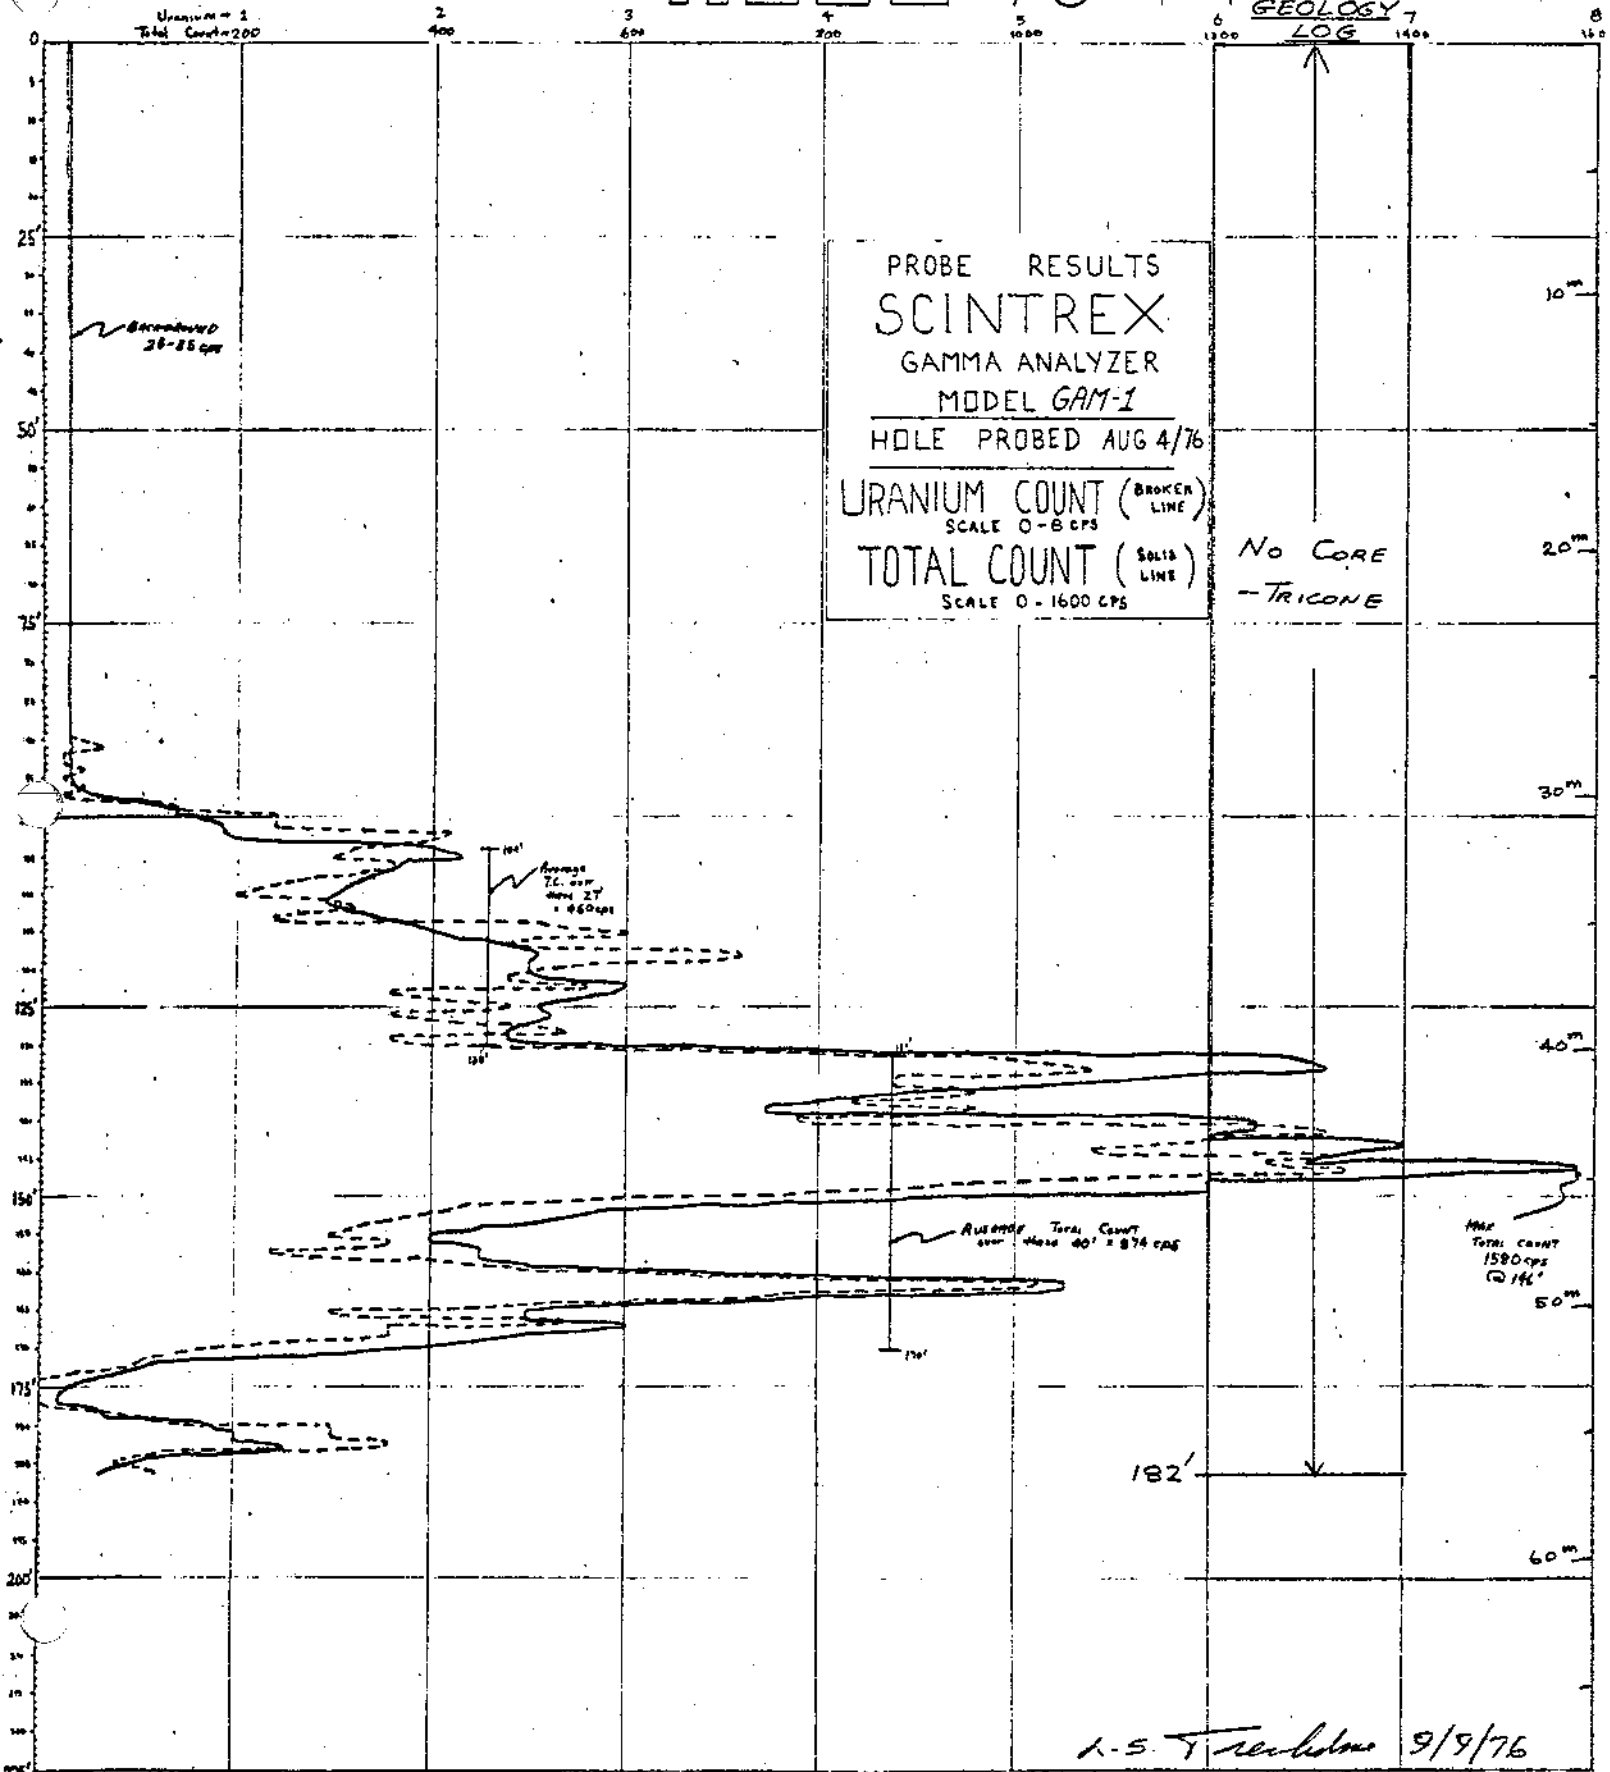 Uranium → 1 2 3 4 5 6 7 8
Total Count → 200 400 600 800 1000 1200 1400
GEOLOGY
LOG
0
25'
50'
75'
125'
150'
175'
200'
BACKGROUND
PROBE RESULTS
SCINTREX
GAMMA ANALYZER
MODEL GAM-1
HOLE PROBED AUG 4/76
URANIUM COUNT (BROKEN LINE)
SCALE 0-8 CPS
TOTAL COUNT (SOLID LINE)
SCALE 0-1600 CPS
NO CORE
-TRICONE
10m
20m
30m
40m
50m
60m
Average
T.C. over
these 27'
= 460 cps
130'
AVERAGE TOTAL COUNT
over these 40' = 874 cps
170'
MAX
TOTAL COUNT
1580 cps
@ 146'
182'
L.S. 9/9/76